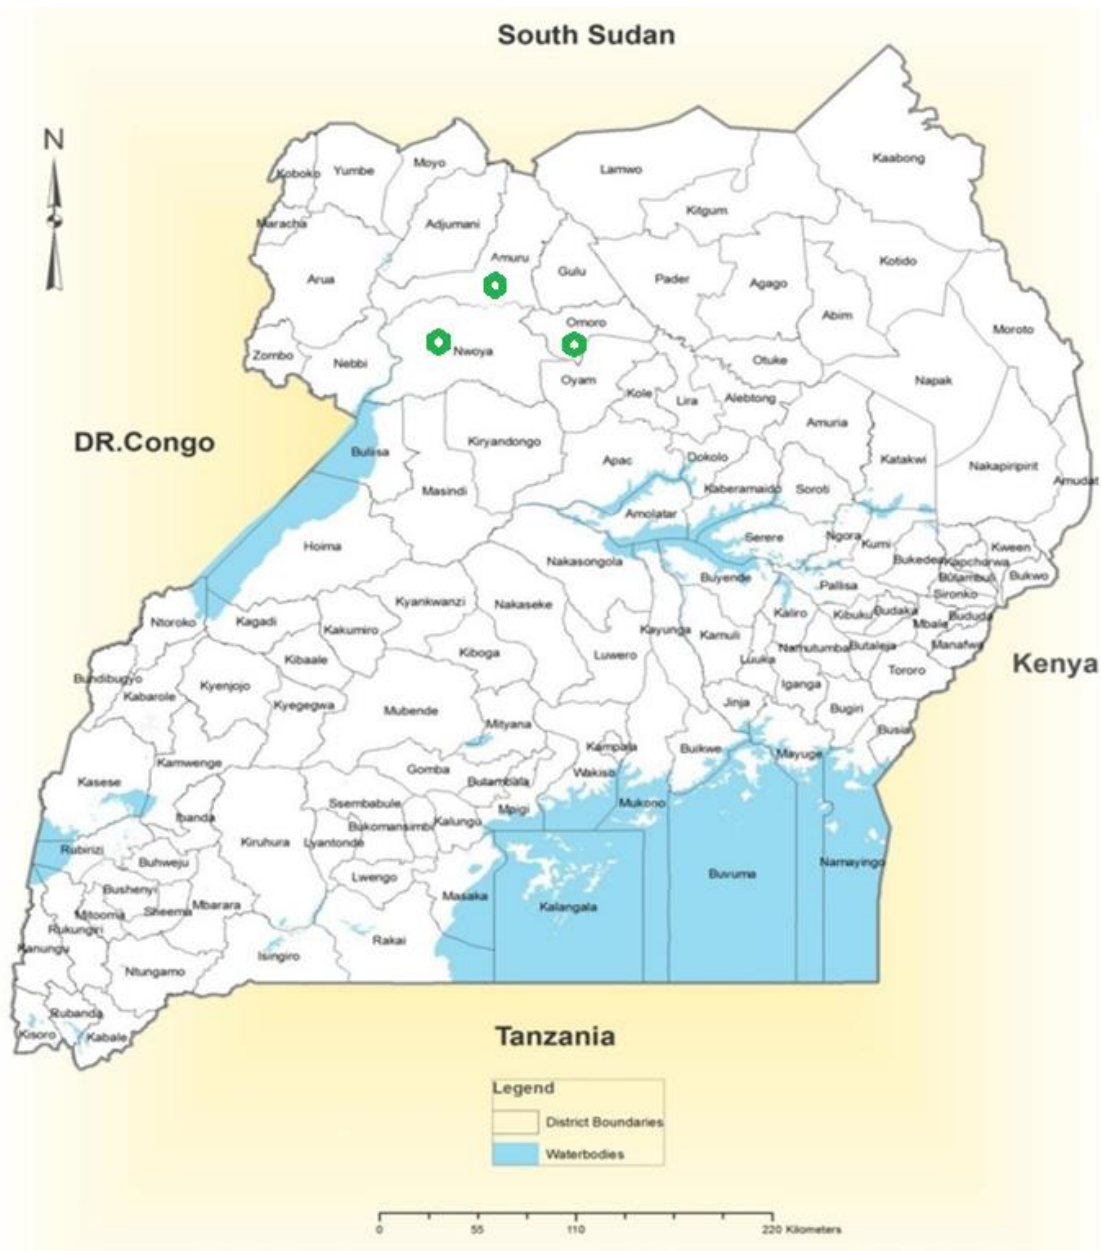 South Sudan
N
Kaabong
Moyo
Koboko
Yumbe
Lamwo
Kitgum
Maracha
Adjumani
Amuru
Gulu
Kotido
Arua
Pader
Agago
Abim
Omoro
Moroto
Zombo
Nebbi
Nwoya
Otuke
Oyam
Napak
Kole
Lira
Alebtong
Amuria
DR.Congo
Buliisa
Kiryandongo
Apac
Dokolo
Katakwi
Nakapiripirit
Amudat
Masindi
Kaberamaido
Soroti
Amolatar
Hoima
Serere
Ngora
Kumi
Kween
Nakasongola
Bukedea
Kapchorwa
Buyende
Pallisa
Bulambuli
Bukwo
Sironko
Ntoroko
Kagadi
Kyankwanzi
Nakaseke
Kaliro
Kibuku
Budaka
Bududa
Mbale
Kakumiro
Kayunga
Kamuli
Namutumba
Butaleja
Manafwa
Kibaale
Kiboga
Luwero
Luuka
Tororo
Kenya
Bundibugyo
Kabarole
Kyenjojo
Kyegegwa
Mubende
Iganga
Jinja
Bugiri
Mityana
Busia
Kamwenge
Kampala
Buikwe
Mayuge
Kasese
Gomba
Butambala
Wakiso
Ssembabule
Mpigi
Mukono
Ibanda
Bukomansimbi
Kalungu
Rubirizi
Kiruhura
Lyantonde
Buhweju
Namayingo
Bushenyi
Lwengo
Buvuma
Mitooma
Sheema
Mbarara
Masaka
Kalangala
Rukungiri
Kanungu
Rakai
Isingiro
Ntungamo
Rubanda
Kisoro
Kabale
Tanzania
Legend
District Boundaries
Waterbodies
0 55 110 220 Kilometers